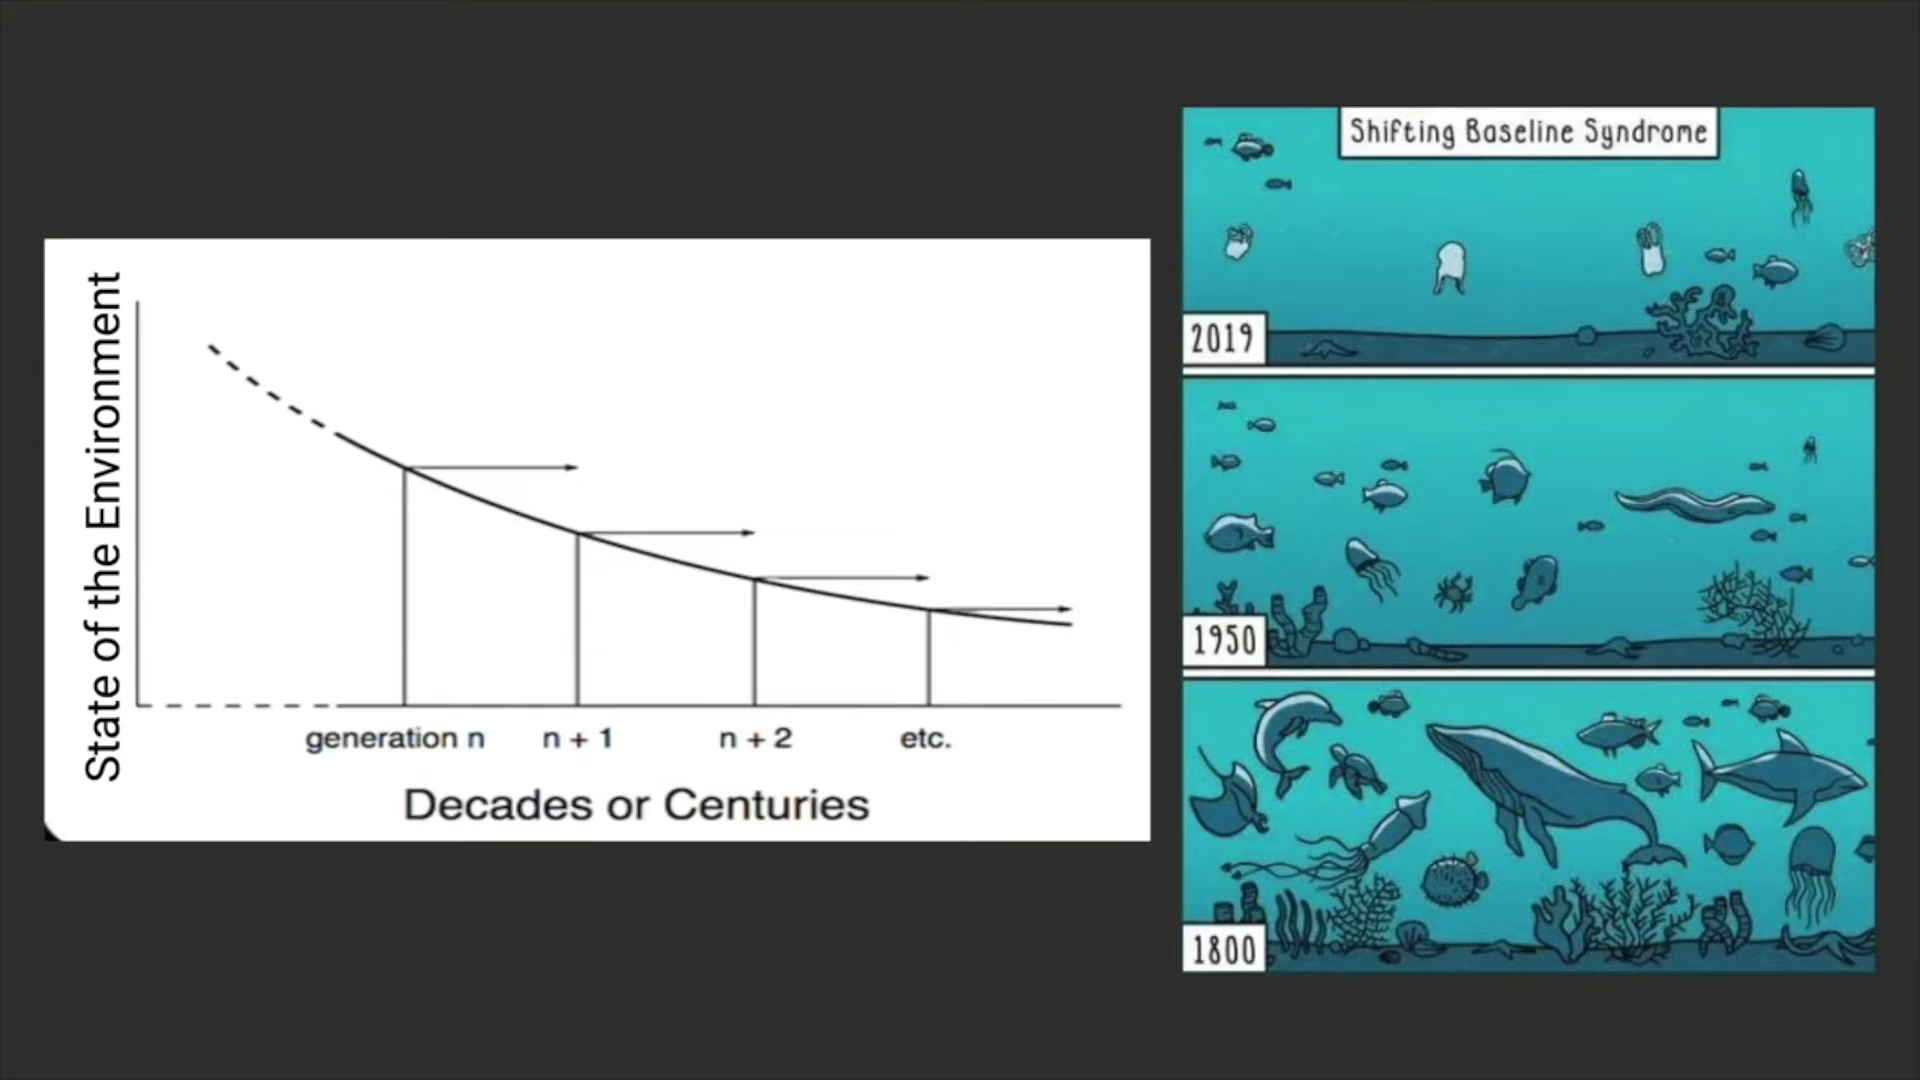 State of the Environment
generation n
n + 1
n + 2
etc.
Decades or Centuries
Shifting Baseline Syndrome
2019
1950
1800